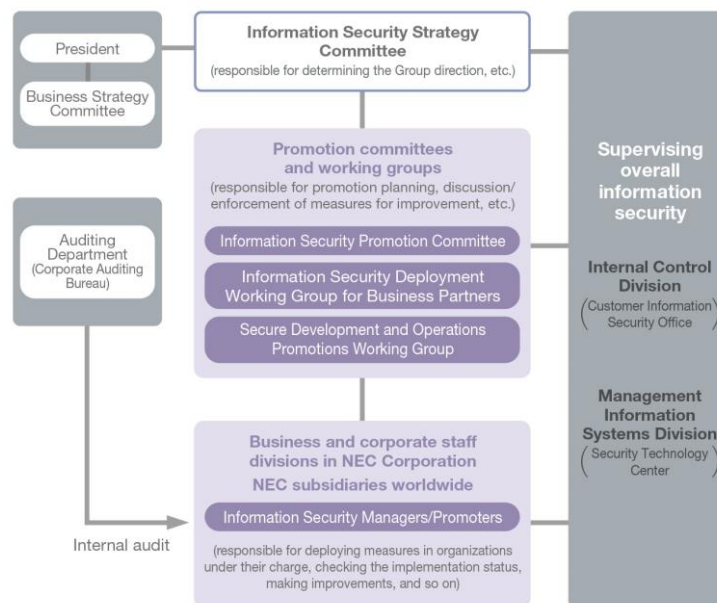 President
Business Strategy
Committee
Information Security Strategy
Committee
(responsible for determining the Group direction, etc.)
Promotion committees
and working groups
(responsible for promotion planning, discussion/
enforcement of measures for improvement, etc.)
Information Security Promotion Committee
Information Security Deployment
Working Group for Business Partners
Secure Development and Operations
Promotions Working Group
Auditing
Department
(Corporate Auditing
Bureau)
Internal audit
Business and corporate staff
divisions in NEC Corporation
NEC subsidiaries worldwide
Information Security Managers/Promoters
(responsible for deploying measures in organizations
under their charge, checking the implementation status,
making improvements, and so on)
Supervising
overall
information
security
Internal Control
Division
(Customer Information
Security Office)
Management
Information
Systems Division
(Security Technology
Center)